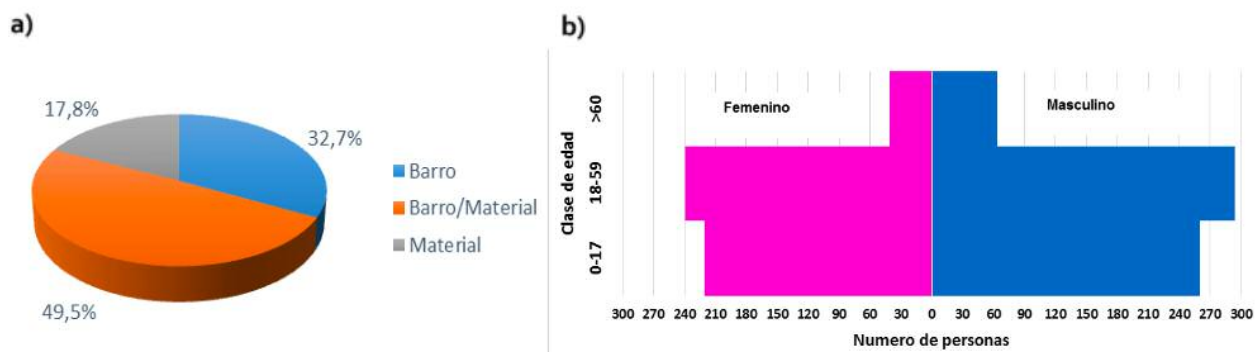 a)
17,8%
32,7%
49,5%
Barro
Barro/Material
Material
b)
Femenino
Masculino
Clase de edad
>60
18-59
0-17
300 270 240 210 180 150 120 90 60 30 0 30 60 90 120 150 180 210 240 270 300
Numero de personas